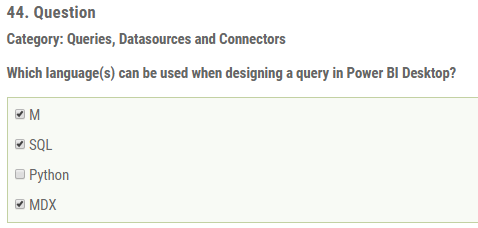 44. Question
Category: Queries, Datasources and Connectors
Which language(s) can be used when designing a query in Power BI Desktop?
M
SQL
Python
MDX